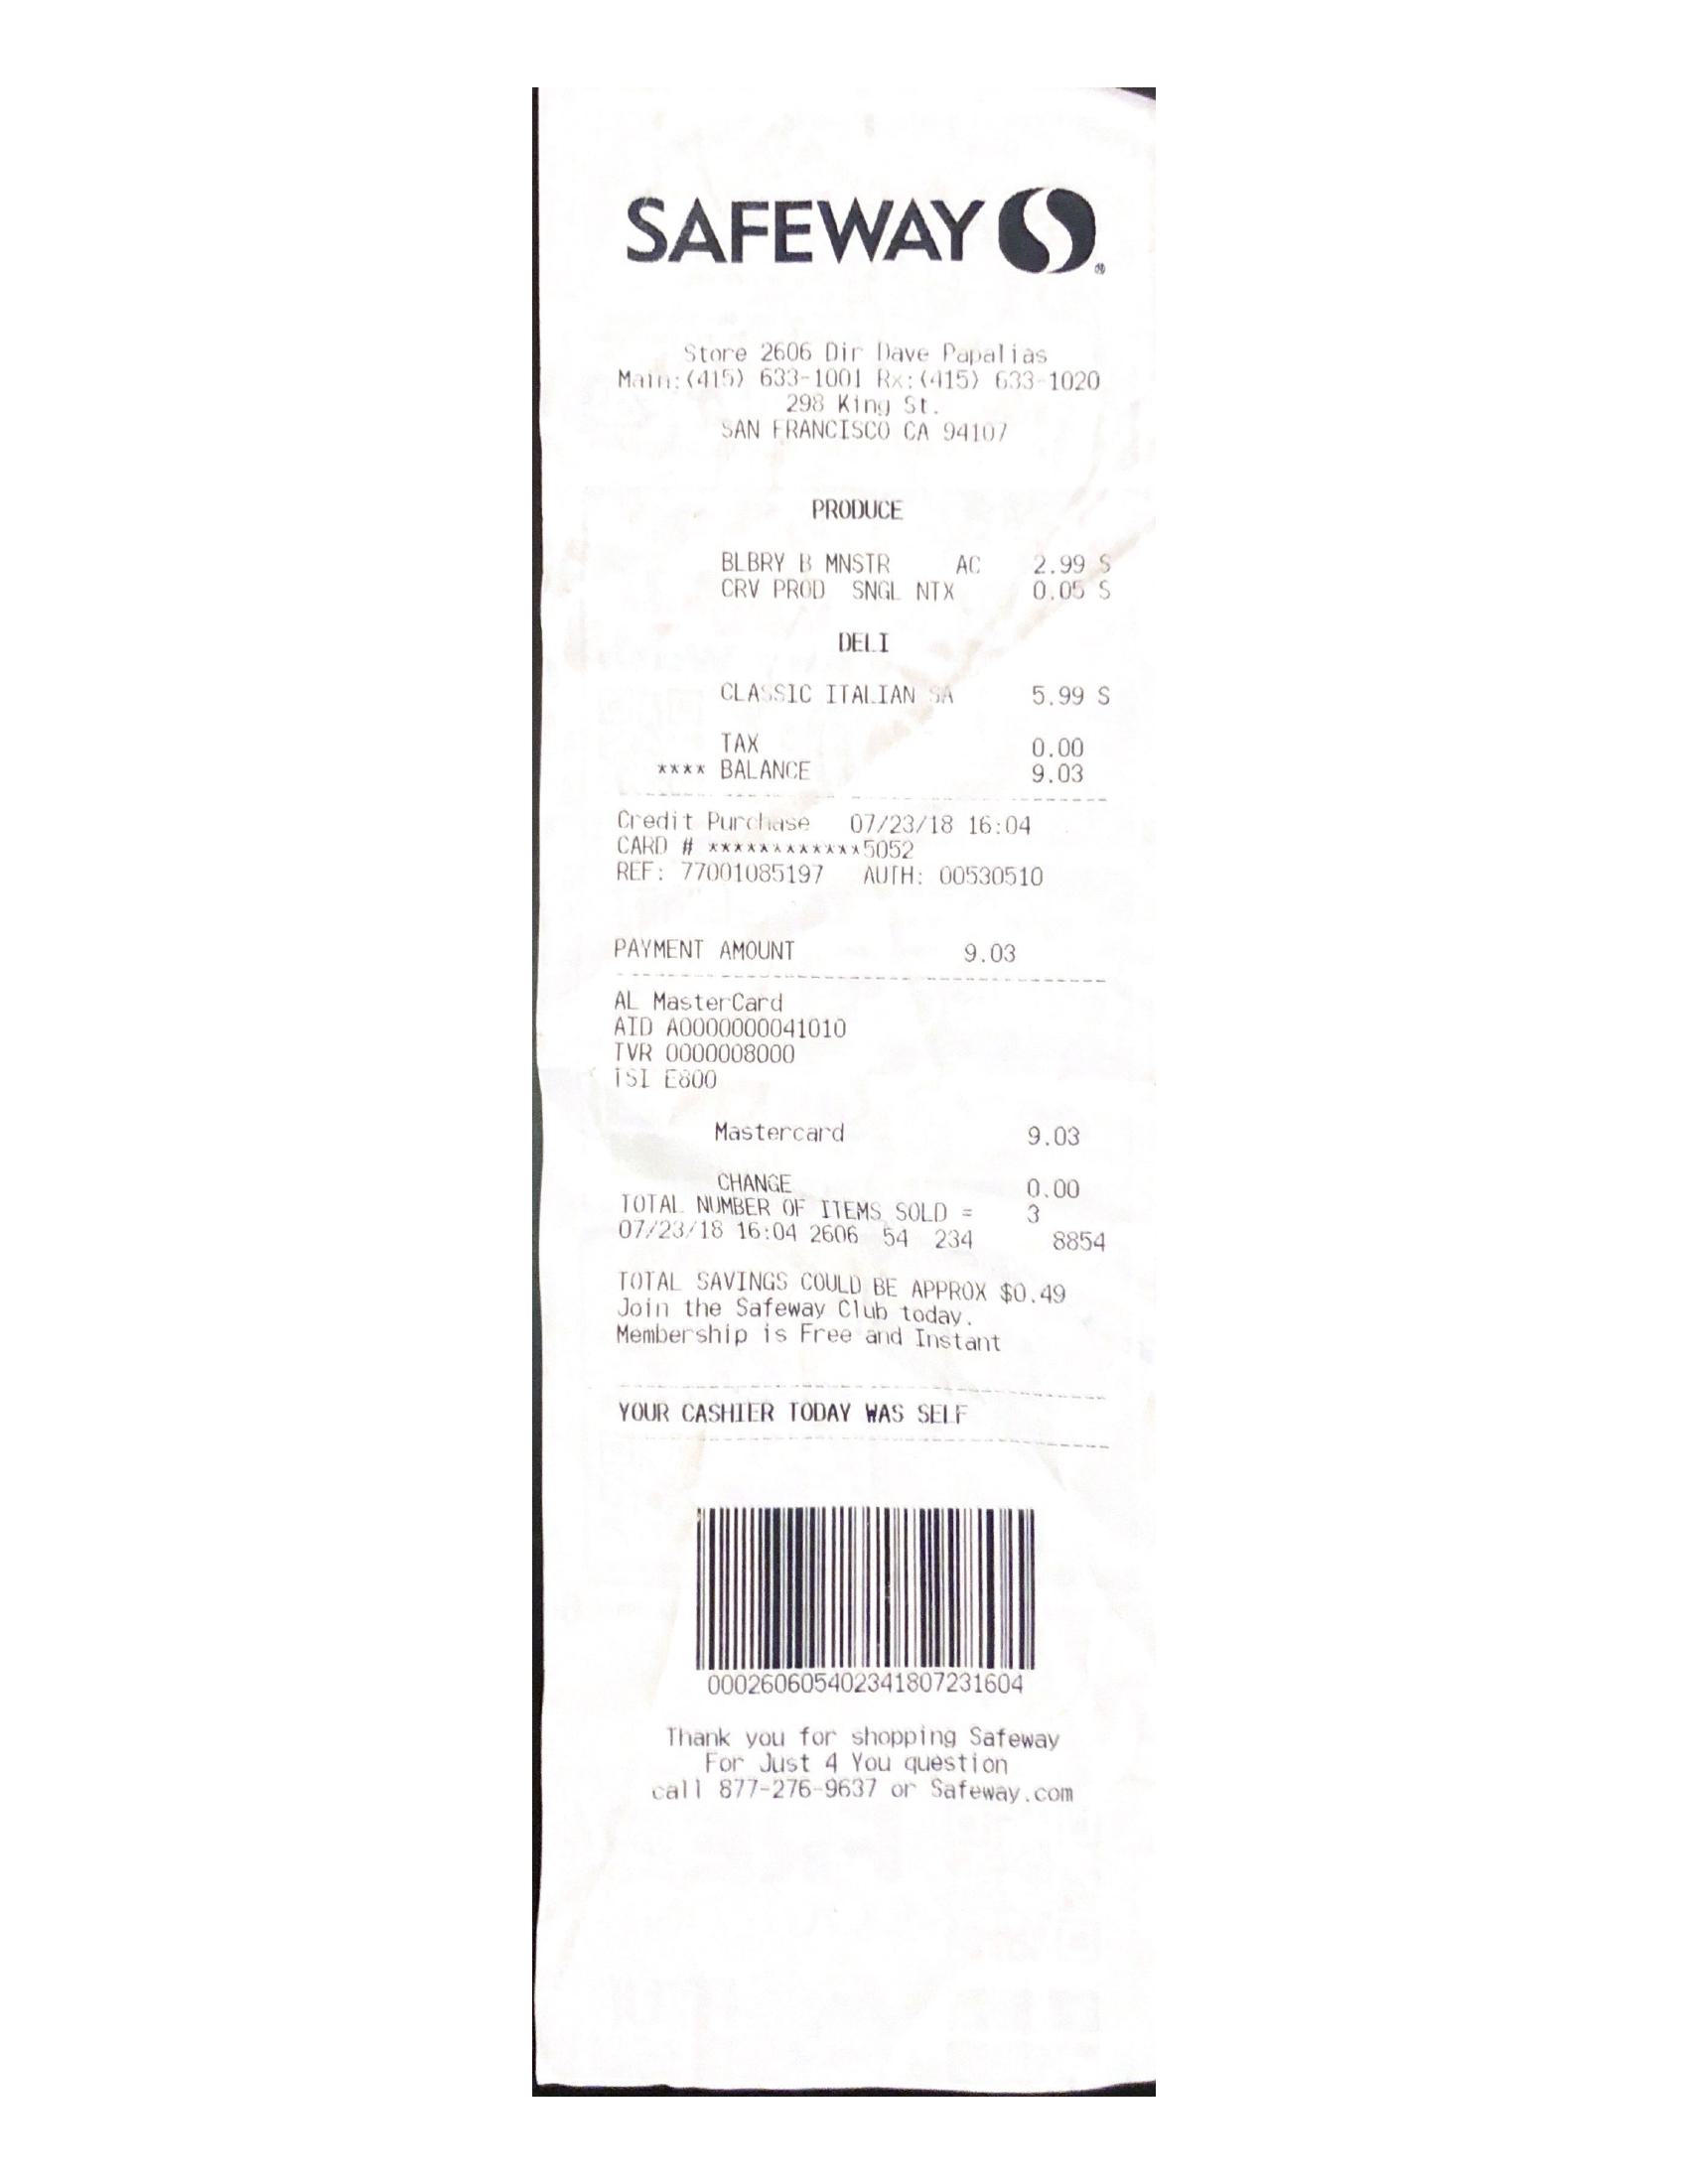 SAFEWAY ®
Store 2606 Dir Dave Papalias
Main:(415) 633-1001 Rx:(415) 633-1020
298 King St.
SAN FRANCISCO CA 94107
PRODUCE
BLBRY B MNSTR AC 2.99 S
CRV PROD SNGL NTX 0.05 S
DELI
CLASSIC ITALIAN SA 5.99 S
TAX 0.00
**** BALANCE 9.03
Credit Purchase 07/23/18 16:04
CARD # ************5052
REF: 77001085197 AUTH: 00530510
PAYMENT AMOUNT 9.03
AL MasterCard
AID A0000000041010
TVR 0000008000
TSI E800
Mastercard 9.03
CHANGE 0.00
TOTAL NUMBER OF ITEMS SOLD = 3
07/23/18 16:04 2606 54 234 8854
TOTAL SAVINGS COULD BE APPROX $0.49
Join the Safeway Club today.
Membership is Free and Instant
YOUR CASHIER TODAY WAS SELF
000260605402341807231604
Thank you for shopping Safeway
For Just 4 You question
call 877-276-9637 or Safeway.com